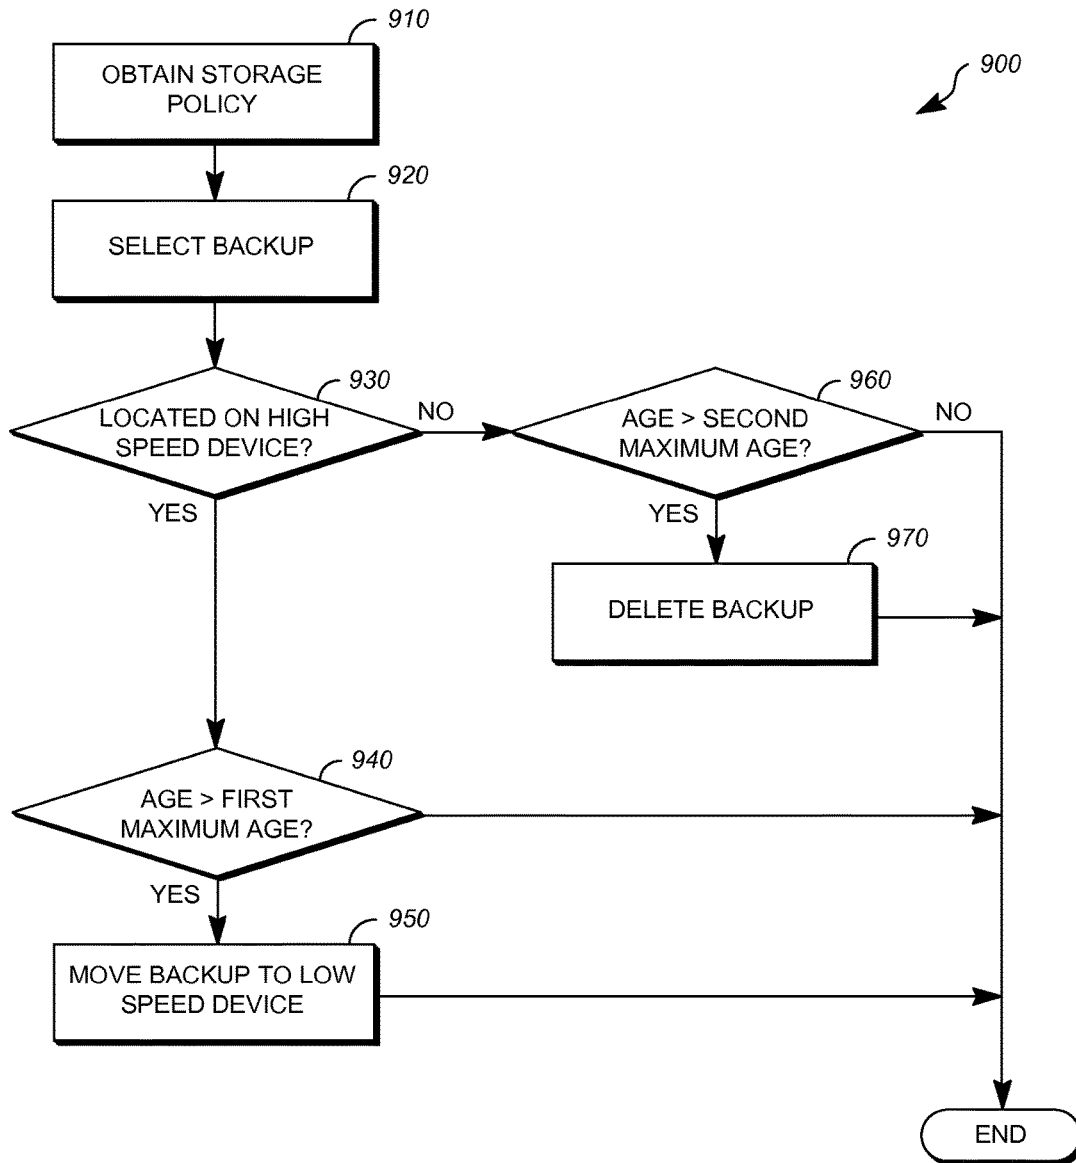 910
OBTAIN STORAGE
POLICY
900
920
SELECT BACKUP
930
LOCATED ON HIGH
SPEED DEVICE?
NO
YES
960
AGE > SECOND
MAXIMUM AGE?
NO
YES
970
DELETE BACKUP
940
AGE > FIRST
MAXIMUM AGE?
YES
950
MOVE BACKUP TO LOW
SPEED DEVICE
END